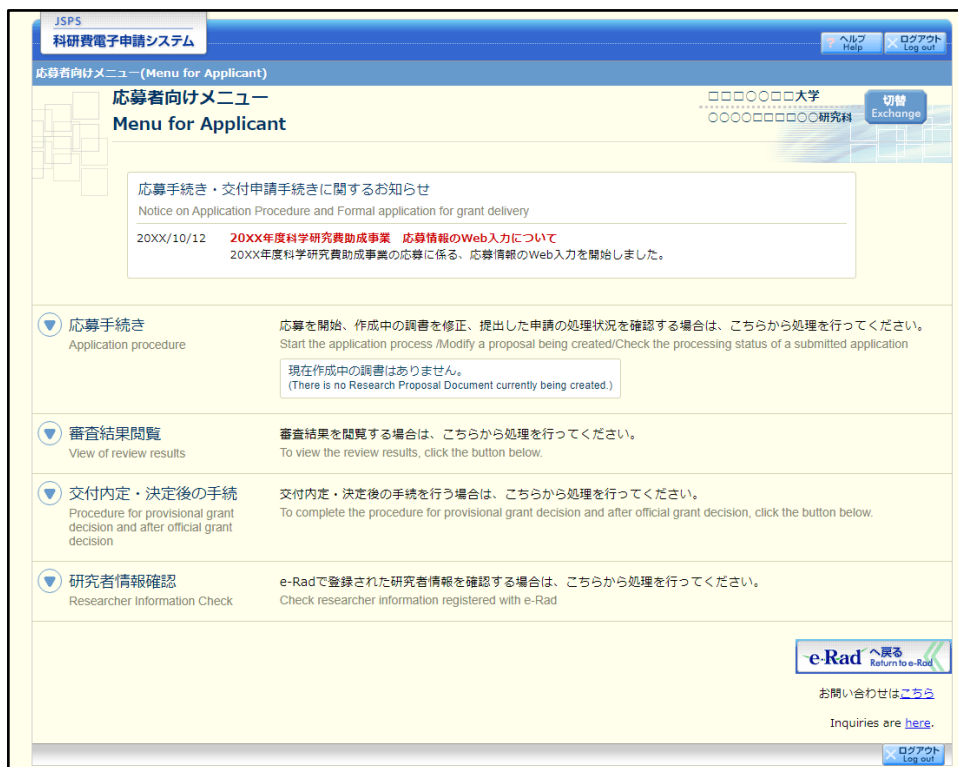 JSPS
科研費電子申請システム
ヘルプ
Help
ログアウト
Log out
応募者向けメニュー(Menu for Applicant)
応募者向けメニュー
Menu for Applicant
□□□○○□□大学
○○○○□□□□○○研究科
切替
Exchange
応募手続き・交付申請手続きに関するお知らせ
Notice on Application Procedure and Formal application for grant delivery
20XX/10/12 20XX年度科学研究費助成事業 応募情報のWeb入力について
20XX年度科学研究費助成事業の応募に係る、応募情報のWeb入力を開始しました。
応募手続き
Application procedure
応募を開始、作成中の調書を修正、提出した申請の処理状況を確認する場合は、こちらから処理を行ってください。
Start the application process /Modify a proposal being created/Check the processing status of a submitted application
現在作成中の調書はありません。
(There is no Research Proposal Document currently being created.)
審査結果閲覧
View of review results
審査結果を閲覧する場合は、こちらから処理を行ってください。
To view the review results, click the button below.
交付内定・決定後の手続
Procedure for provisional grant
decision and after official grant
decision
交付内定・決定後の手続を行う場合は、こちらから処理を行ってください。
To complete the procedure for provisional grant decision and after official grant decision, click the button below.
研究者情報確認
Researcher Information Check
e-Radで登録された研究者情報を確認する場合は、こちらから処理を行ってください。
Check researcher information registered with e-Rad
e-Rad へ戻る
Return to e-Rad
お問い合わせはこちら
Inquiries are here.
ログアウト
Log out